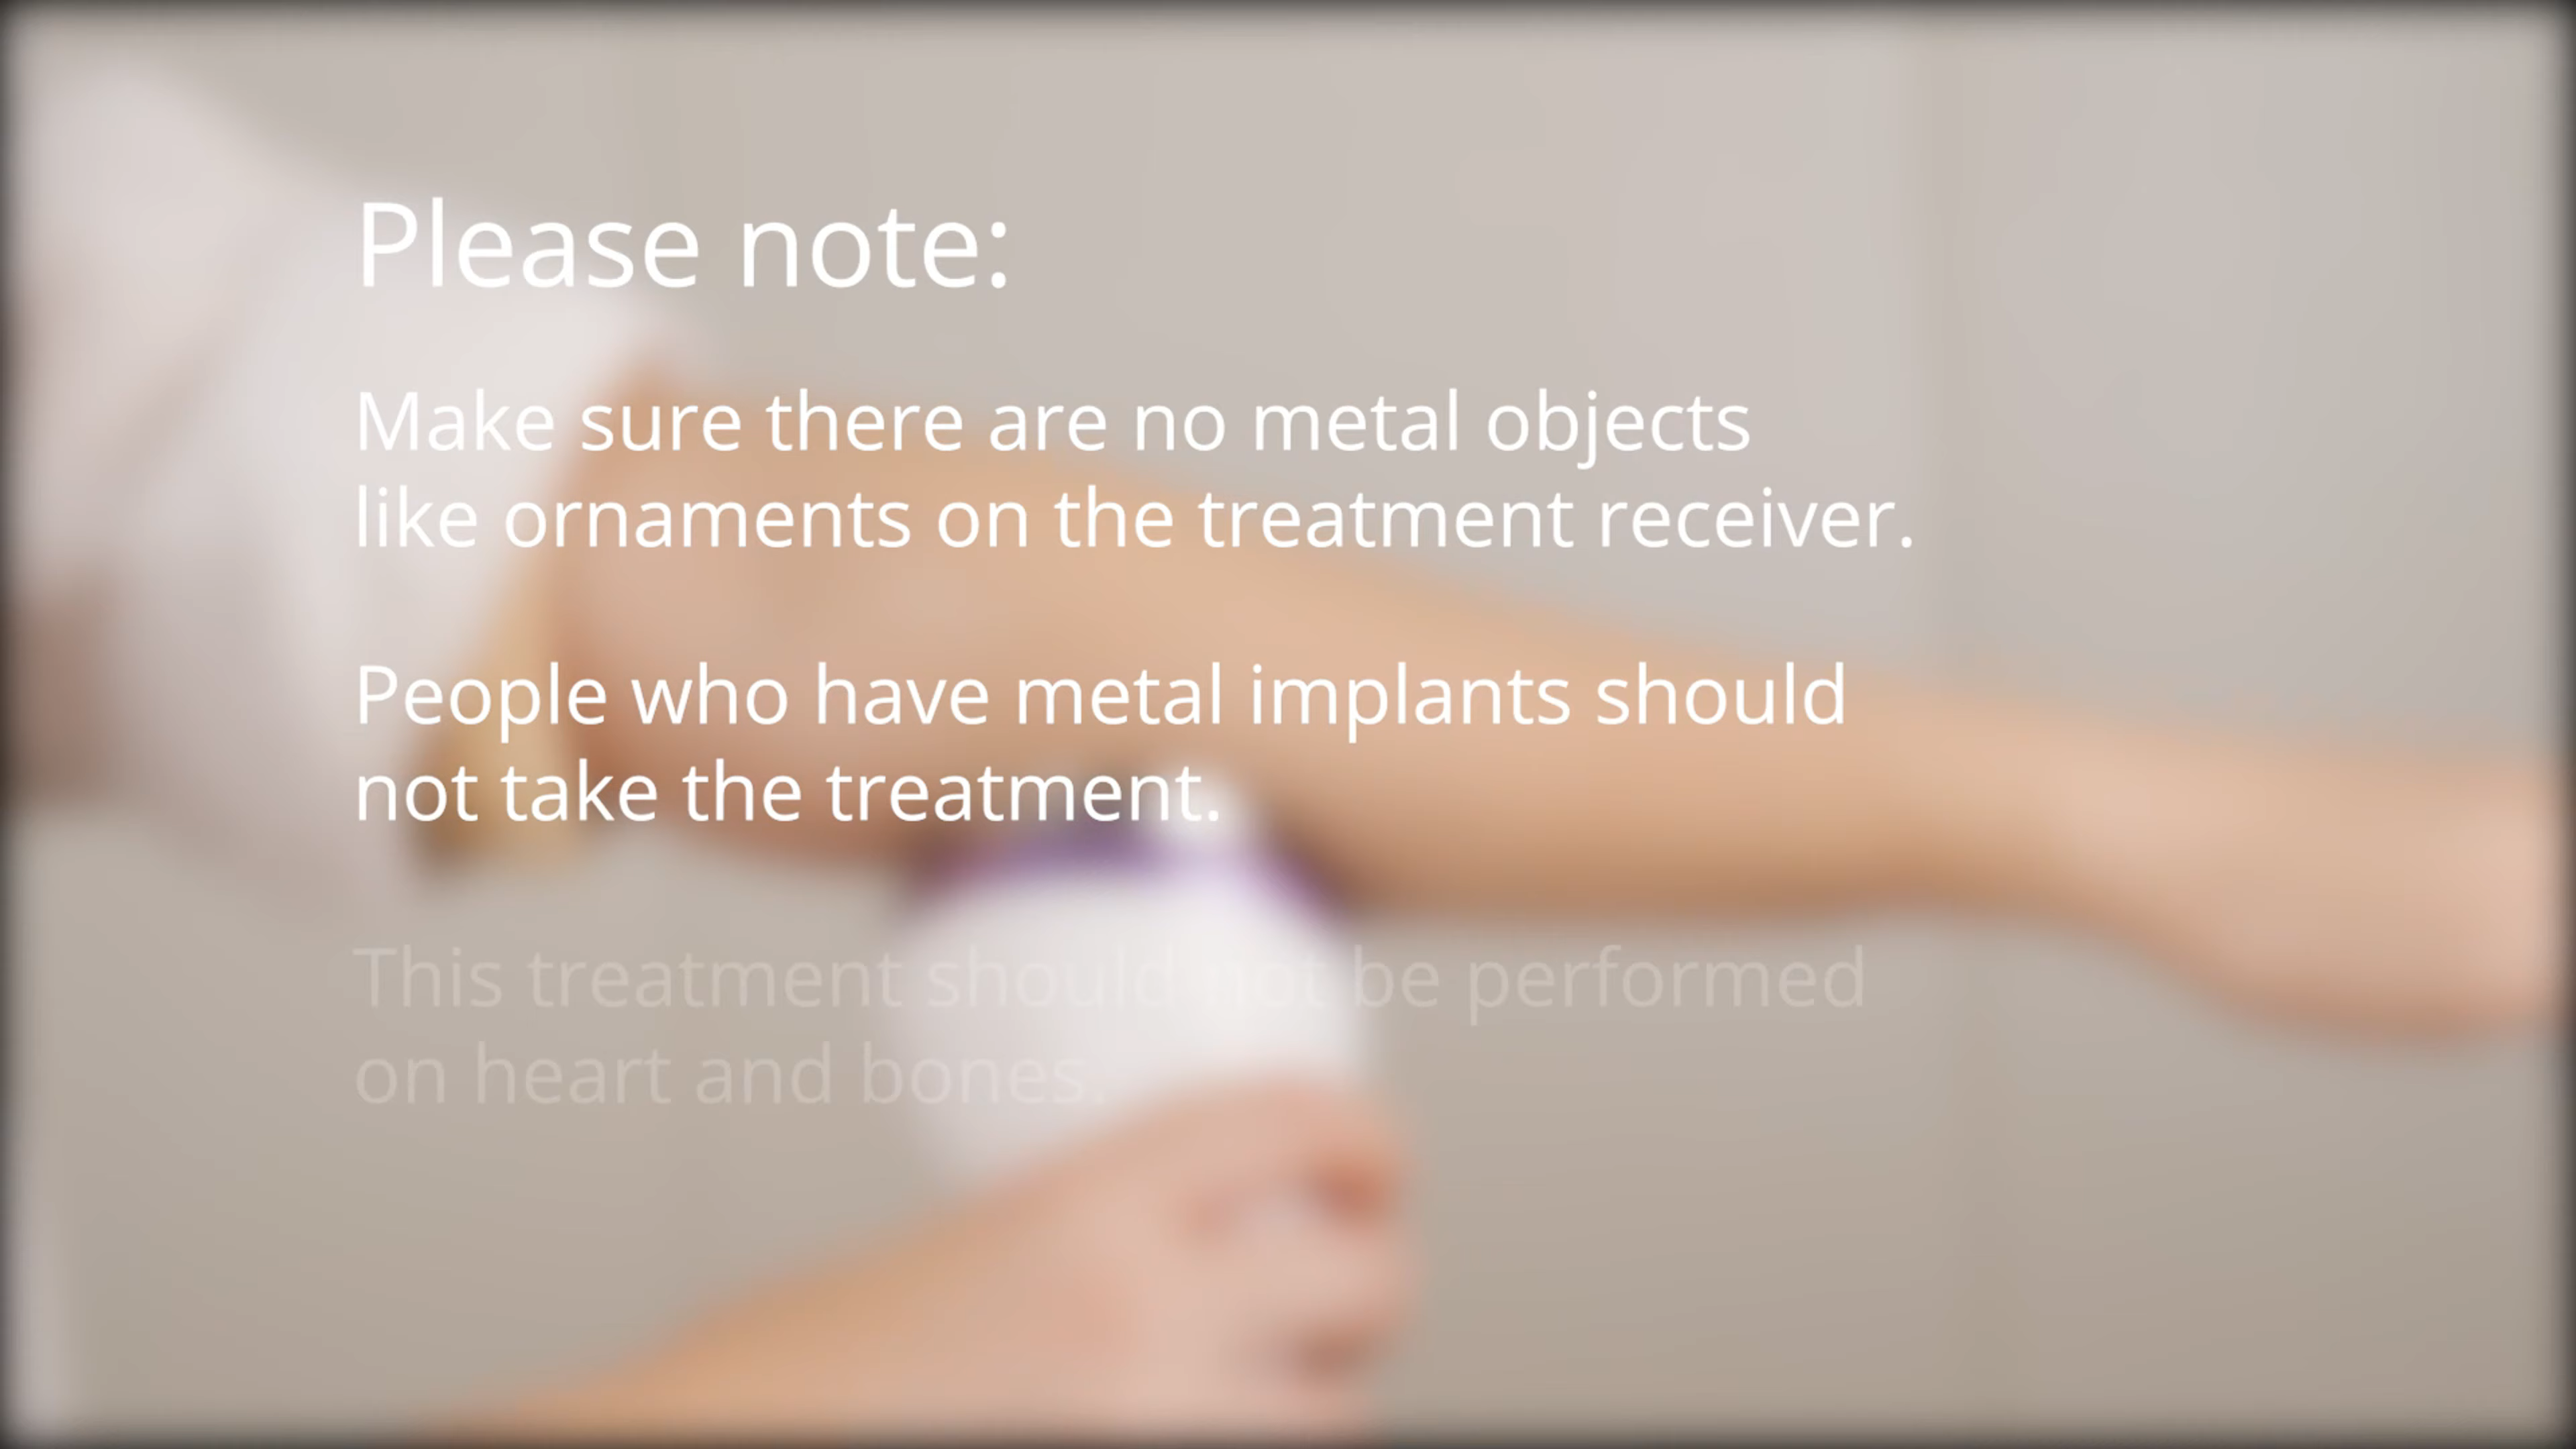 Please note:
Make sure there are no metal objects
like ornaments on the treatment receiver.
People who have metal implants should
not take the treatment.
This treatment should not be performed
on heart and bones.